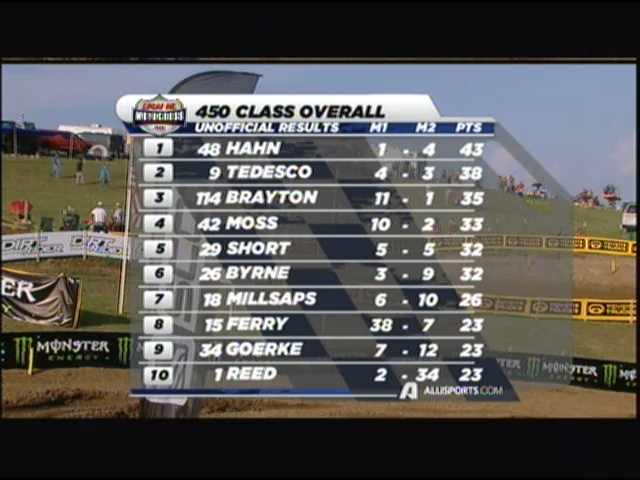 LUCAS OIL
MOTOCROSS
450 CLASS OVERALL
UNOFFICIAL RESULTS M1 M2 PTS
1 48 HAHN 1 - 4 43
2 9 TEDESCO 4 - 3 38
3 114 BRAYTON 11 - 1 35
4 42 MOSS 10 - 2 33
5 29 SHORT 5 - 5 32
6 26 BYRNE 3 - 9 32
7 18 MILLSAPS 6 - 10 26
8 15 FERRY 38 - 7 23
9 34 GOERKE 7 - 12 23
10 1 REED 2 - 34 23
ALLISPORTS.COM
MONSTER
ENERGY
MONSTER